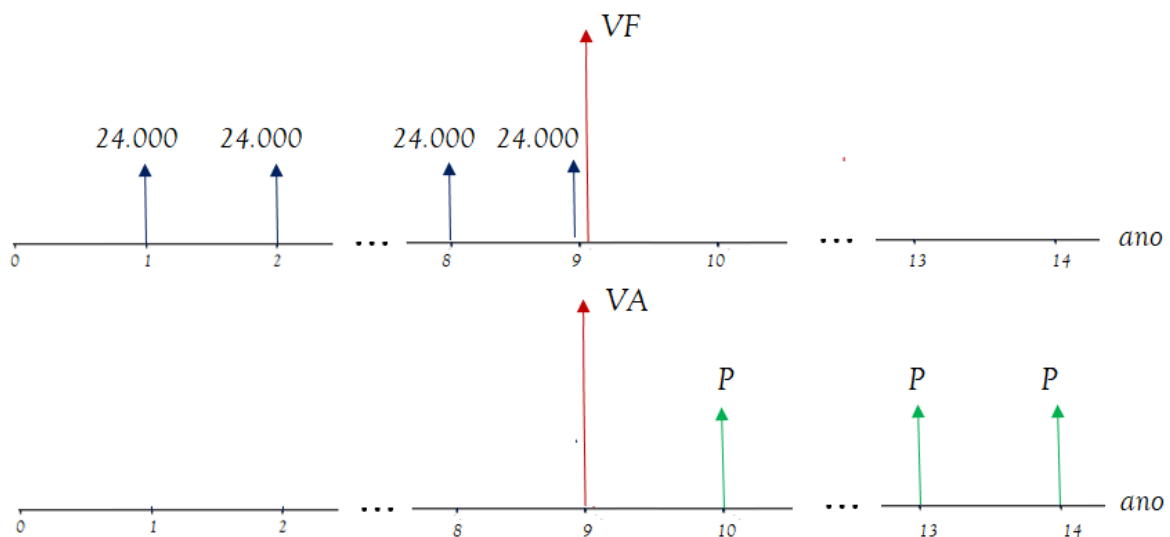 VF
24.000 24.000 24.000 24.000
... ... ano
0 1 2 8 9 10 13 14
VA
P P P
... ... ano
0 1 2 8 9 10 13 14